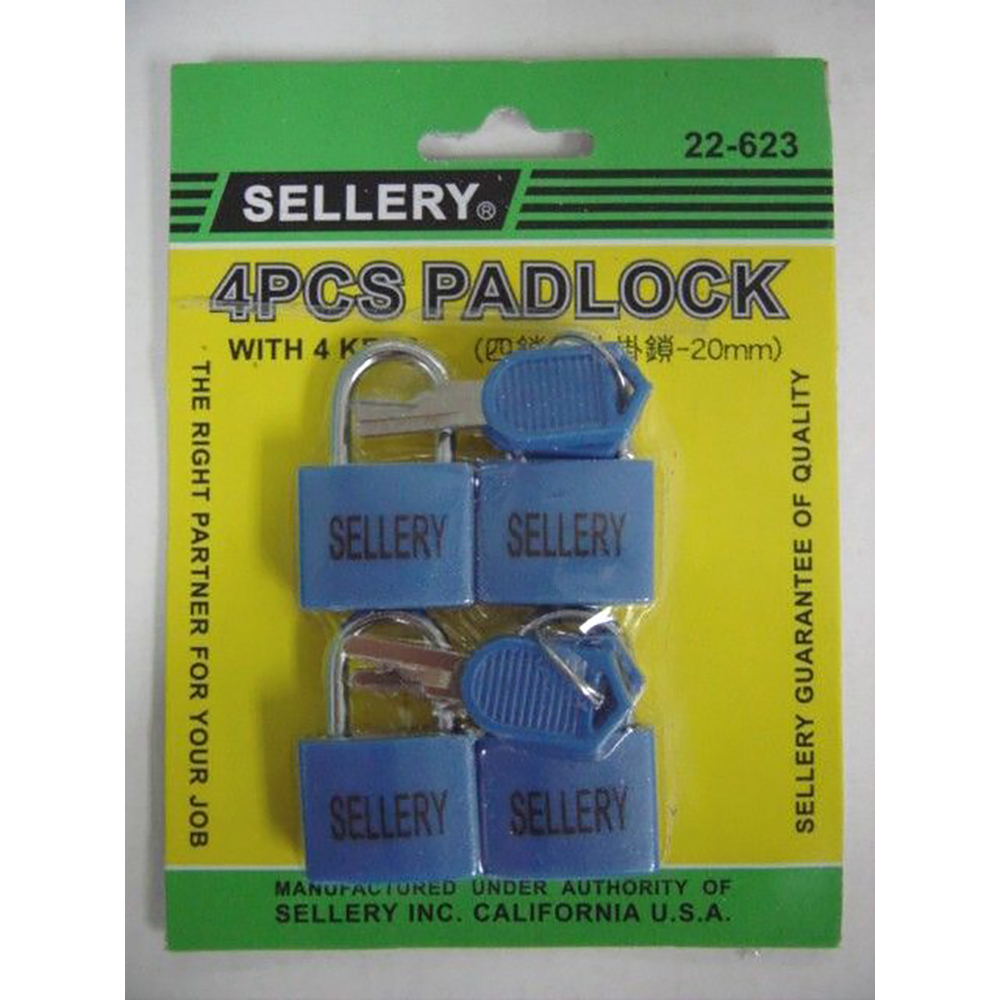 22-623
SELLERY®
4PCS PADLOCK
WITH 4
(四鎖 掛鎖-20mm)
THE RIGHT PARTNER FOR YOUR JOB
SELLERY GUARANTEE OF QUALITY
SELLERY
SELLERY
SELLERY
SELLERY
MANUFACTURED UNDER AUTHORITY OF
SELLERY INC. CALIFORNIA U.S.A.